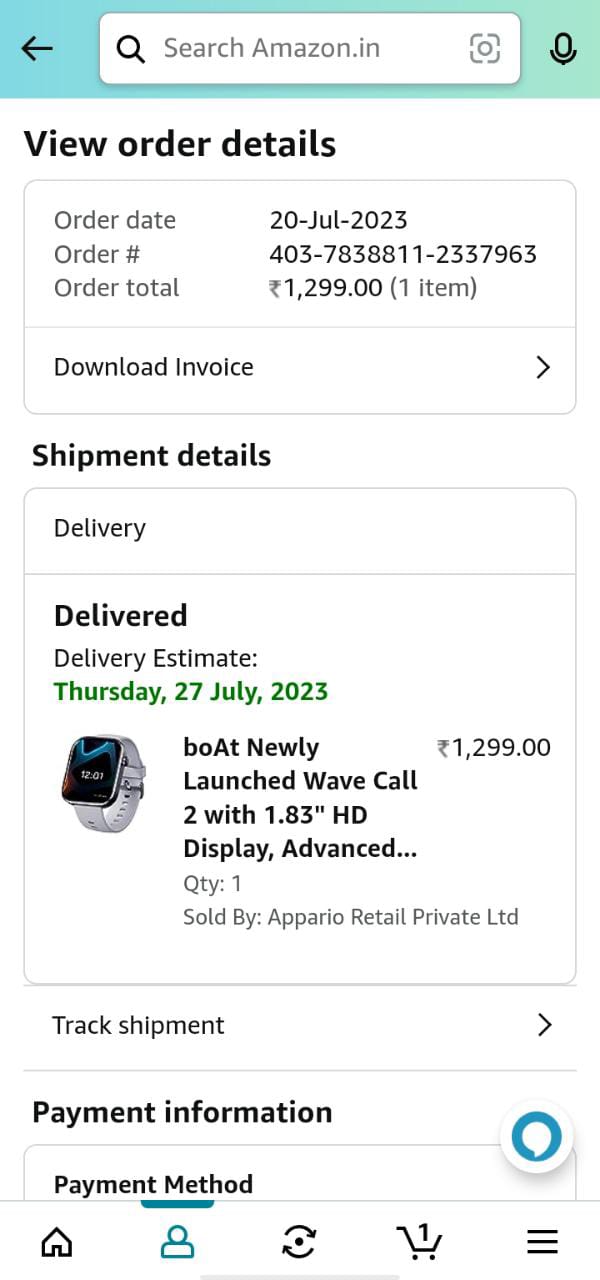 Search Amazon.in
View order details
Order date 20-Jul-2023
Order # 403-7838811-2337963
Order total ₹1,299.00 (1 item)
Download Invoice
Shipment details
Delivery
Delivered
Delivery Estimate:
Thursday, 27 July, 2023
boAt Newly ₹1,299.00
Launched Wave Call
2 with 1.83" HD
Display, Advanced...
12:01
Qty: 1
Sold By: Appario Retail Private Ltd
Track shipment
Payment information
Payment Method
1